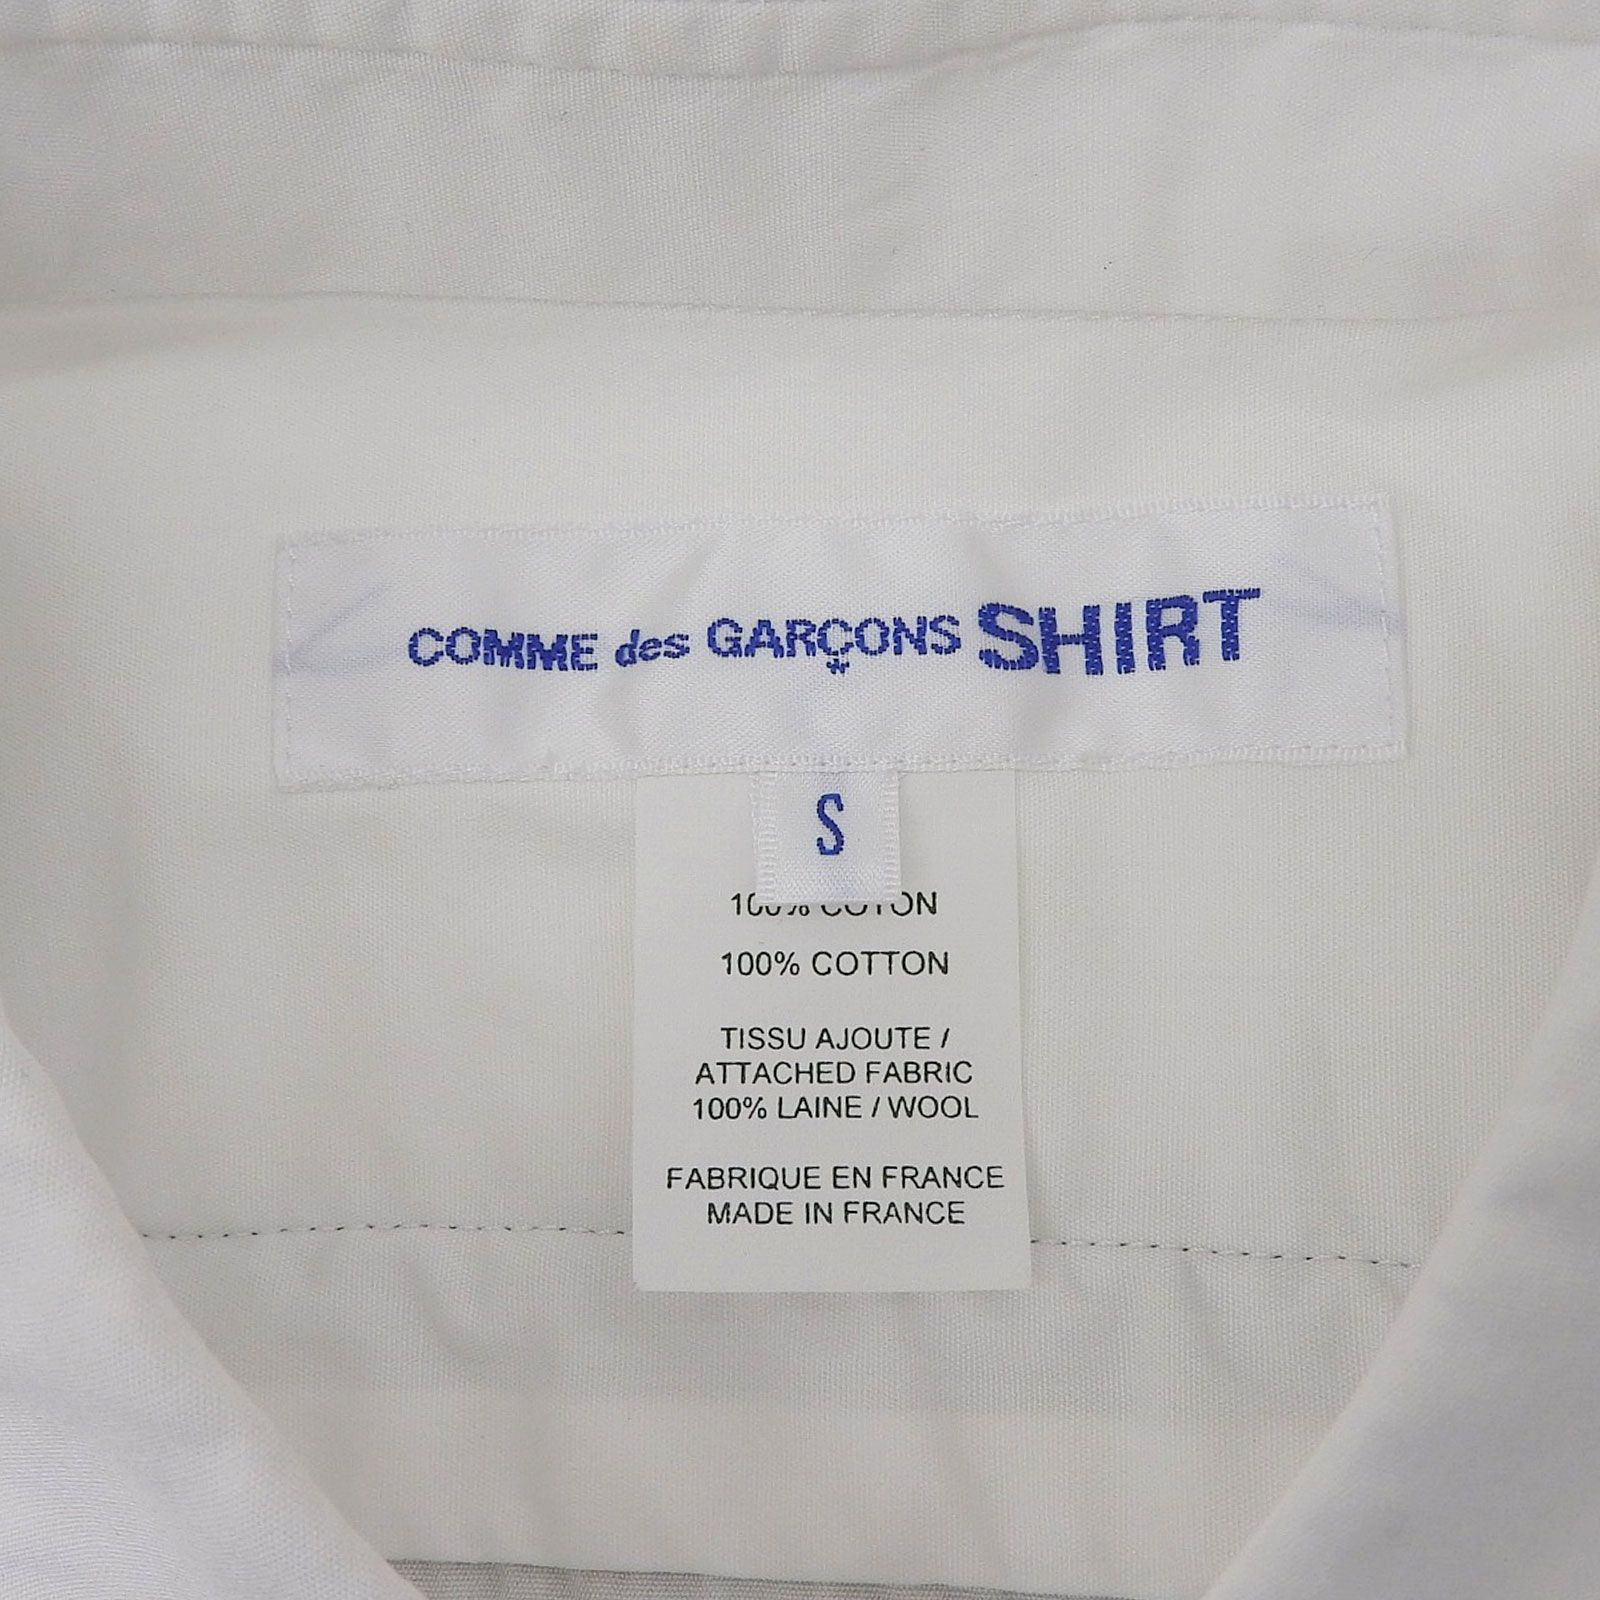 COMME des GARÇONS SHIRT
S
100% COTON
100% COTTON
TISSU AJOUTE /
ATTACHED FABRIC
100% LAINE / WOOL
FABRIQUE EN FRANCE
MADE IN FRANCE